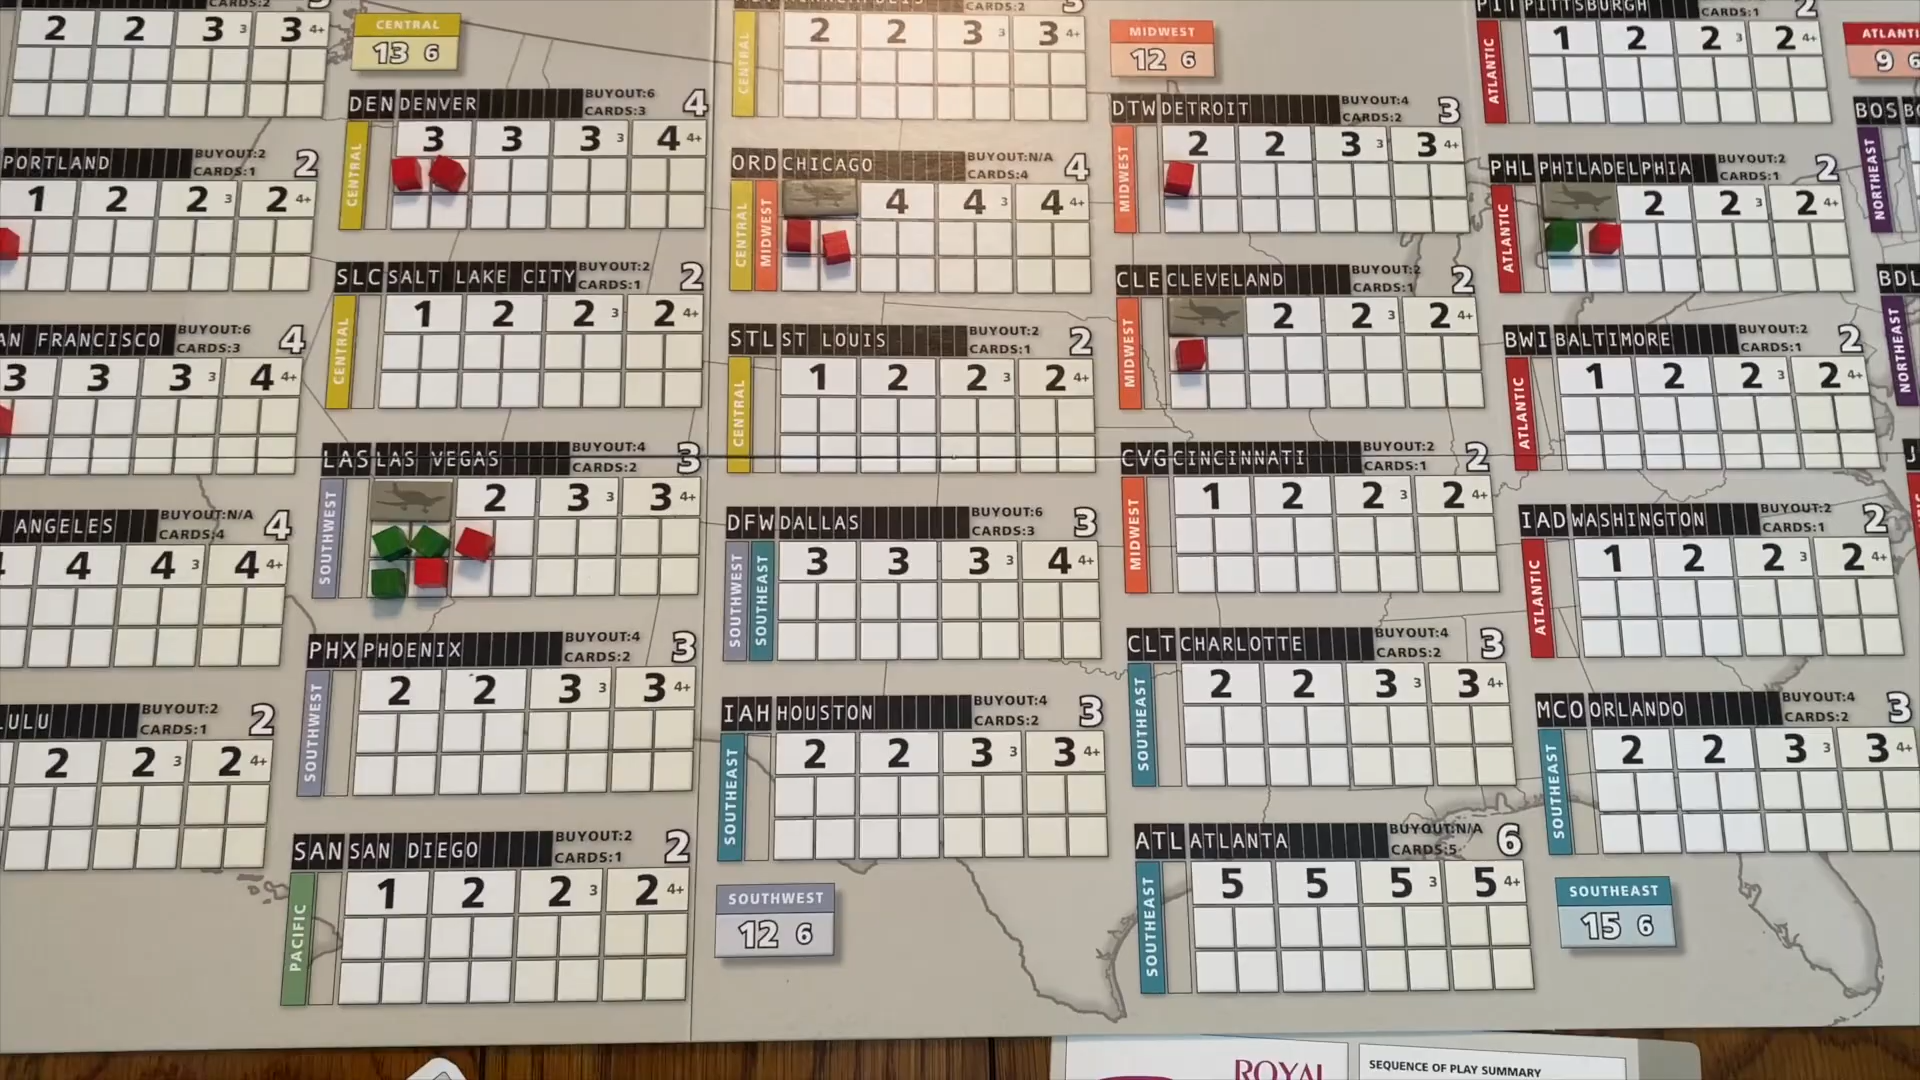 2 2 3 3 3 4+
CENTRAL
13 6
DEN DENVER BUYOUT:6 CARDS:3 4
CENTRAL
3 3 3 3 4 4+
PORTLAND BUYOUT:2 CARDS:1 2
1 2 2 3 2 4+
SLC SALT LAKE CITY BUYOUT:2 CARDS:1 2
CENTRAL
1 2 2 3 2 4+
AN FRANCISCO BUYOUT:6 CARDS:3 4
3 3 3 3 4 4+
LAS LAS VEGAS BUYOUT:4 CARDS:2 3
SOUTHWEST
2 3 3 3 4+
ANGELES BUYOUT:N/A CARDS:4 4
4 4 3 4 4+
PHX PHOENIX BUYOUT:4 CARDS:2 3
SOUTHWEST
2 2 3 3 3 4+
LULU BUYOUT:2 CARDS:1 2
2 2 3 2 4+
SAN SAN DIEGO BUYOUT:2 CARDS:1 2
PACIFIC
1 2 2 3 2 4+
CARDS:2 3
CENTRAL
2 2 3 3 3 4+
MIDWEST
12 6
ORD CHICAGO BUYOUT:N/A CARDS:4 4
CENTRAL
MIDWEST
4 4 3 4 4+
STL ST LOUIS BUYOUT:2 CARDS:1 2
CENTRAL
1 2 2 3 2 4+
DFW DALLAS BUYOUT:6 CARDS:3 3
SOUTHWEST
SOUTHEAST
3 3 3 3 4 4+
IAH HOUSTON BUYOUT:4 CARDS:2 3
SOUTHEAST
2 2 3 3 3 4+
SOUTHWEST
12 6
DTW DETROIT BUYOUT:4 CARDS:2 3
MIDWEST
2 2 3 3 3 4+
CLE CLEVELAND BUYOUT:2 CARDS:1 2
MIDWEST
2 2 3 2 4+
CVG CINCINNATI BUYOUT:2 CARDS:1 2
MIDWEST
1 2 2 3 2 4+
CLT CHARLOTTE BUYOUT:4 CARDS:2 3
SOUTHEAST
2 2 3 3 3 4+
ATL ATLANTA BUYOUT:N/A CARDS:5 6
SOUTHEAST
5 5 5 3 5 4+
PIT PITTSBURGH CARDS:1 2
ATLANTIC
1 2 2 3 2 4+
ATLANTI
9 6
PHL PHILADELPHIA BUYOUT:2 CARDS:1 2
ATLANTIC
2 2 3 2 4+
BOS BO
NORTHEAST
BWI BALTIMORE BUYOUT:2 CARDS:1 2
ATLANTIC
1 2 2 3 2 4+
BDL
NORTHEAST
IAD WASHINGTON BUYOUT:2 CARDS:1 2
ATLANTIC
1 2 2 3 2 4+
MCO ORLANDO BUYOUT:4 CARDS:2 3
SOUTHEAST
2 2 3 3 3 4+
SOUTHEAST
15 6
ROYAL
SEQUENCE OF PLAY SUMMARY